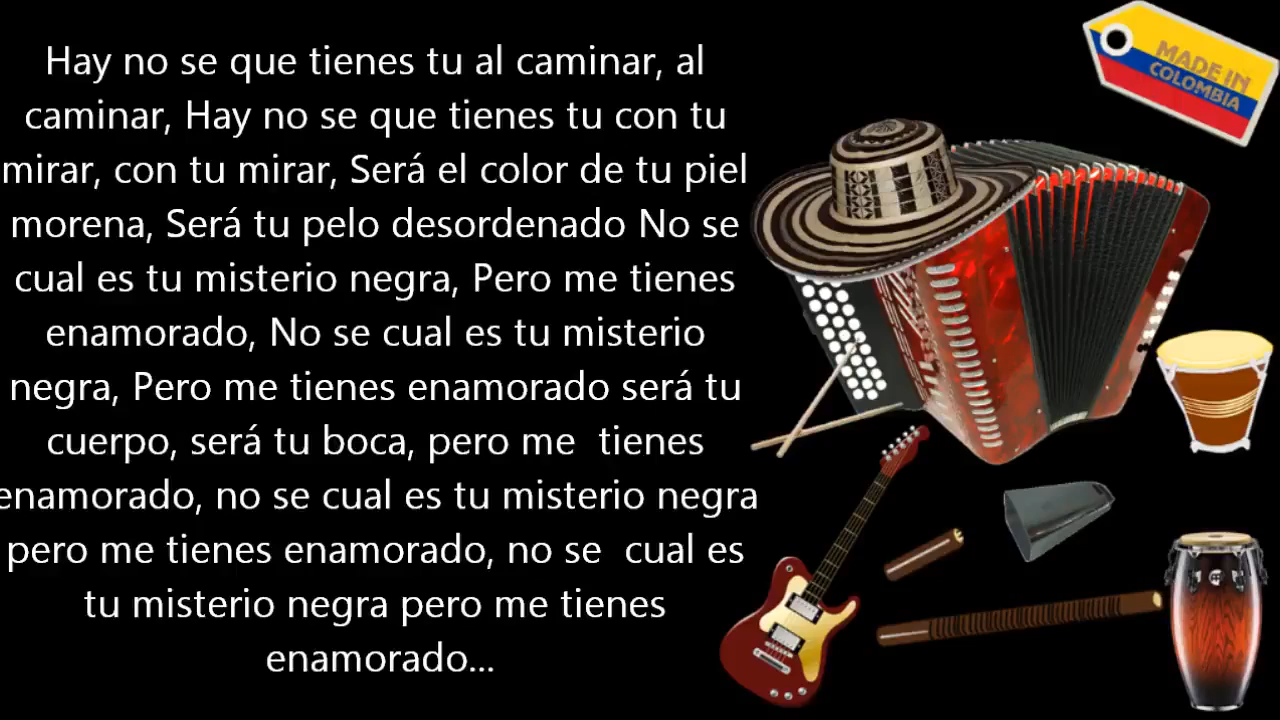 Hay no se que tienes tu al caminar, al
caminar, Hay no se que tienes tu con tu
mirar, con tu mirar, Será el color de tu piel
morena, Será tu pelo desordenado No se
cual es tu misterio negra, Pero me tienes
enamorado, No se cual es tu misterio
negra, Pero me tienes enamorado será tu
cuerpo, será tu boca, pero me  tienes
enamorado, no se cual es tu misterio negra
pero me tienes enamorado, no se  cual es
tu misterio negra pero me tienes
enamorado...
MADE IN
COLOMBIA